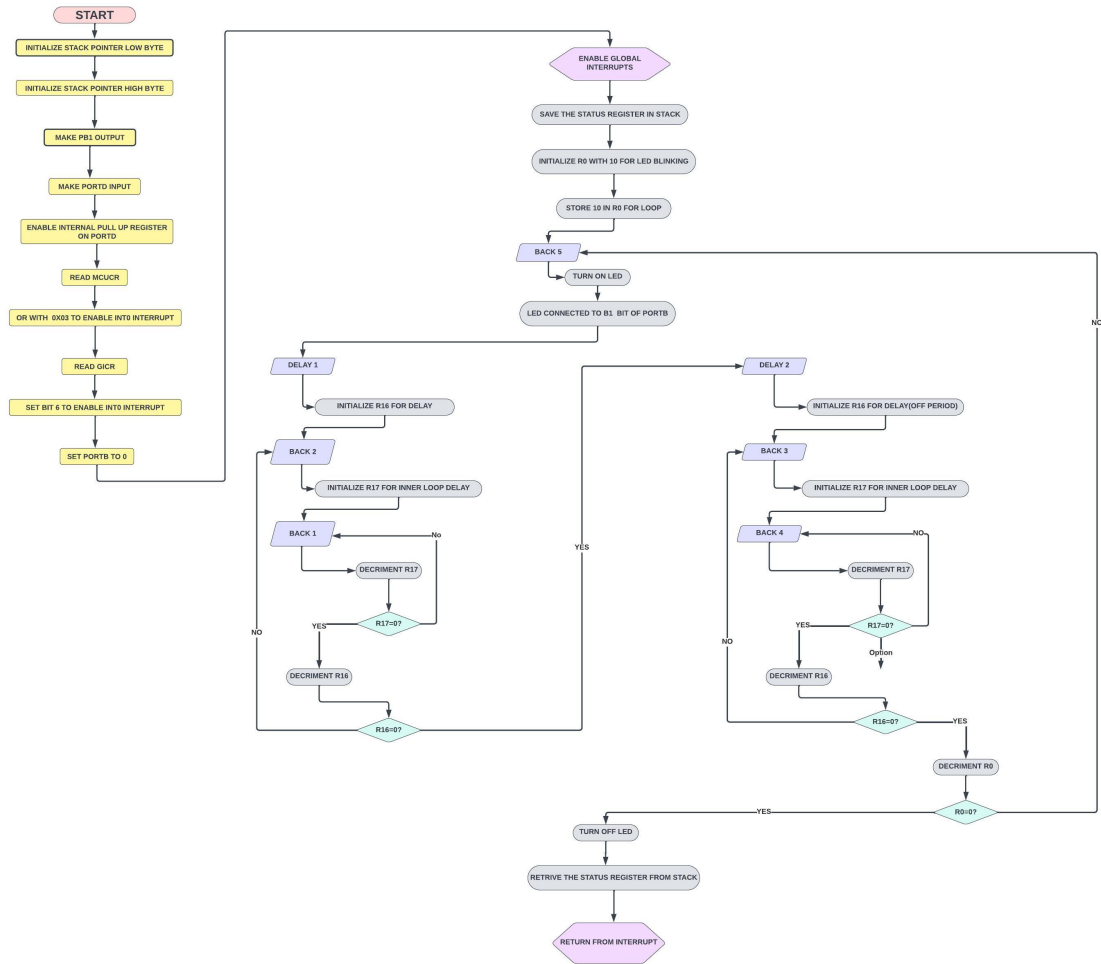 START
INITIALIZE STACK POINTER LOW BYTE
INITIALIZE STACK POINTER HIGH BYTE
MAKE PB1 OUTPUT
MAKE PORTD INPUT
ENABLE INTERNAL PULL UP REGISTER
ON PORTD
READ MCUCR
OR WITH 0X03 TO ENABLE INT0 INTERRUPT
READ GICR
SET BIT 6 TO ENABLE INT0 INTERRUPT
SET PORTB TO 0
ENABLE GLOBAL
INTERRUPTS
SAVE THE STATUS REGISTER IN STACK
INITIALIZE R0 WITH 10 FOR LED BLINKING
STORE 10 IN R0 FOR LOOP
BACK 5
TURN ON LED
LED CONNECTED TO B1 BIT OF PORTB
DELAY 1
INITIALIZE R16 FOR DELAY
BACK 2
INITIALIZE R17 FOR INNER LOOP DELAY
BACK 1
No
DECRIMENT R17
R17=0?
YES
NO
DECRIMENT R16
R16=0?
YES
DELAY 2
INITIALIZE R16 FOR DELAY(OFF PERIOD)
BACK 3
INITIALIZE R17 FOR INNER LOOP DELAY
BACK 4
NO
DECRIMENT R17
R17=0?
YES
Option
NO
DECRIMENT R16
R16=0?
YES
DECRIMENT R0
R0=0?
NO
YES
TURN OFF LED
RETRIVE THE STATUS REGISTER FROM STACK
RETURN FROM INTERRUPT